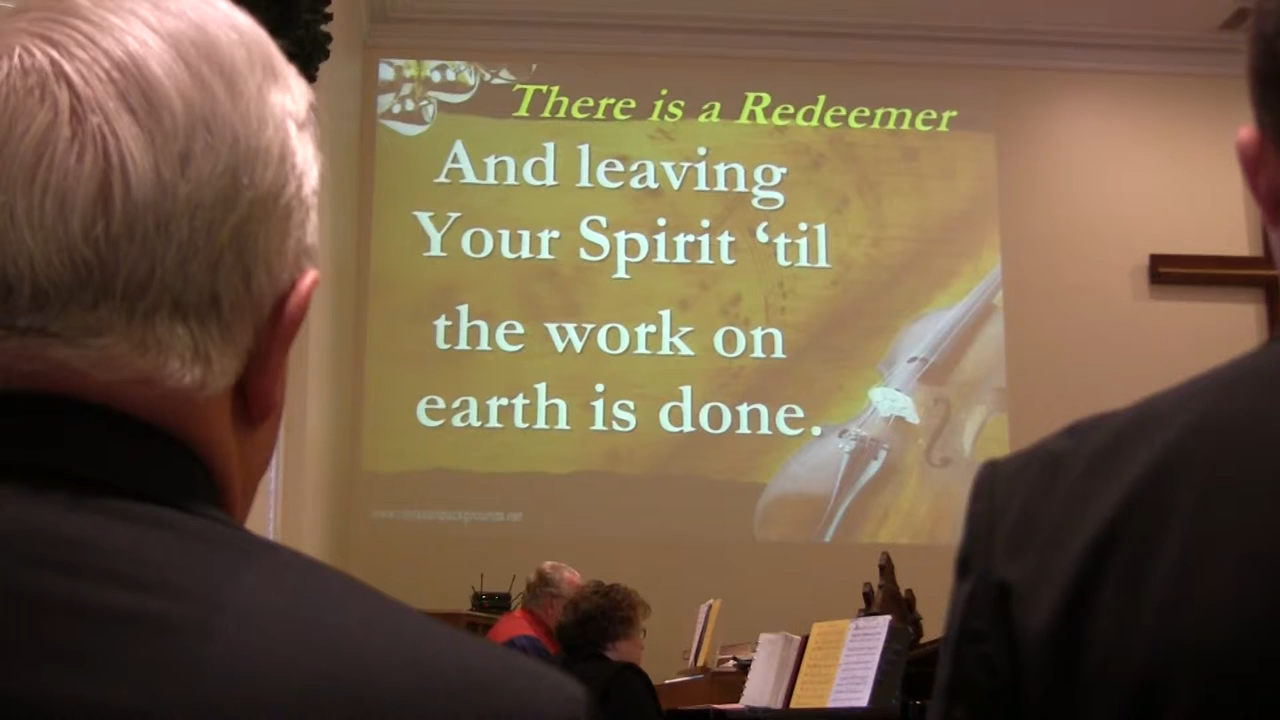 There is a Redeemer
And leaving
Your Spirit ‘til
the work on
earth is done.